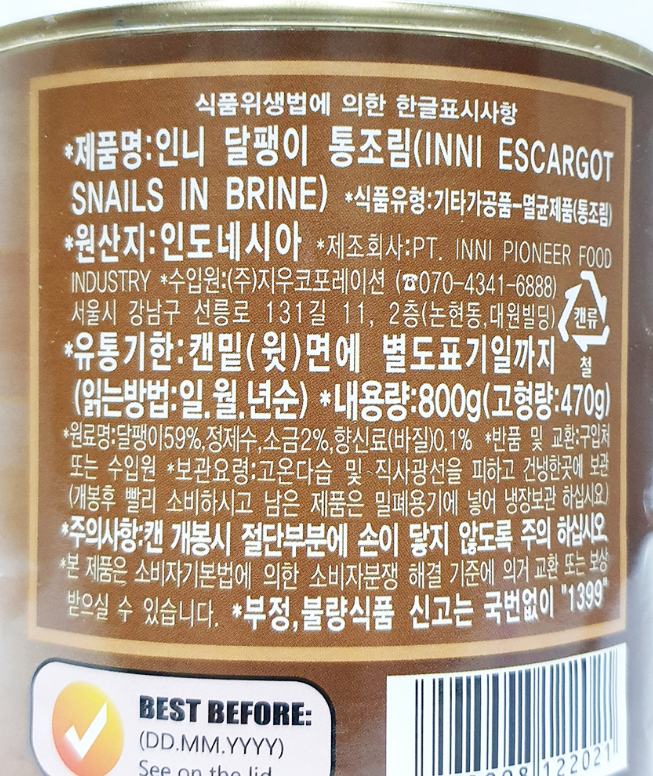 식품위생법에 의한 한글표시사항
*제품명:인니 달팽이 통조림(INNI ESCARGOT
SNAILS IN BRINE) *식품유형:기타가공품-멸균제품(통조림)
*원산지:인도네시아 *제조회사:PT. INNI PIONEER FOOD
INDUSTRY *수입원:(주)지우코포레이션 (☎070-4341-6888)
서울시 강남구 선릉로 131길 11, 2층(논현동,대원빌딩)
캔류
철
*유통기한:캔밑(윗)면에 별도표기일까지
(읽는방법:일.월.년순) *내용량:800g(고형량:470g)
*원료명:달팽이59%,정제수,소금2%,향신료(바질)0.1% *반품 및 교환:구입처
또는 수입원 *보관요령:고온다습 및 직사광선을 피하고 건냉한곳에 보관
(개봉후 빨리 소비하시고 남은 제품은 밀폐용기에 넣어 냉장보관 하십시오)
*주의사항:캔 개봉시 절단부분에 손이 닿지 않도록 주의 하십시오
*본 제품은 소비자기본법에 의한 소비자분쟁 해결 기준에 의거 교환 또는 보상
받으실 수 있습니다. *부정,불량식품 신고는 국번없이 "1399"
BEST BEFORE:
(DD.MM.YYYY)
See on the lid
122021